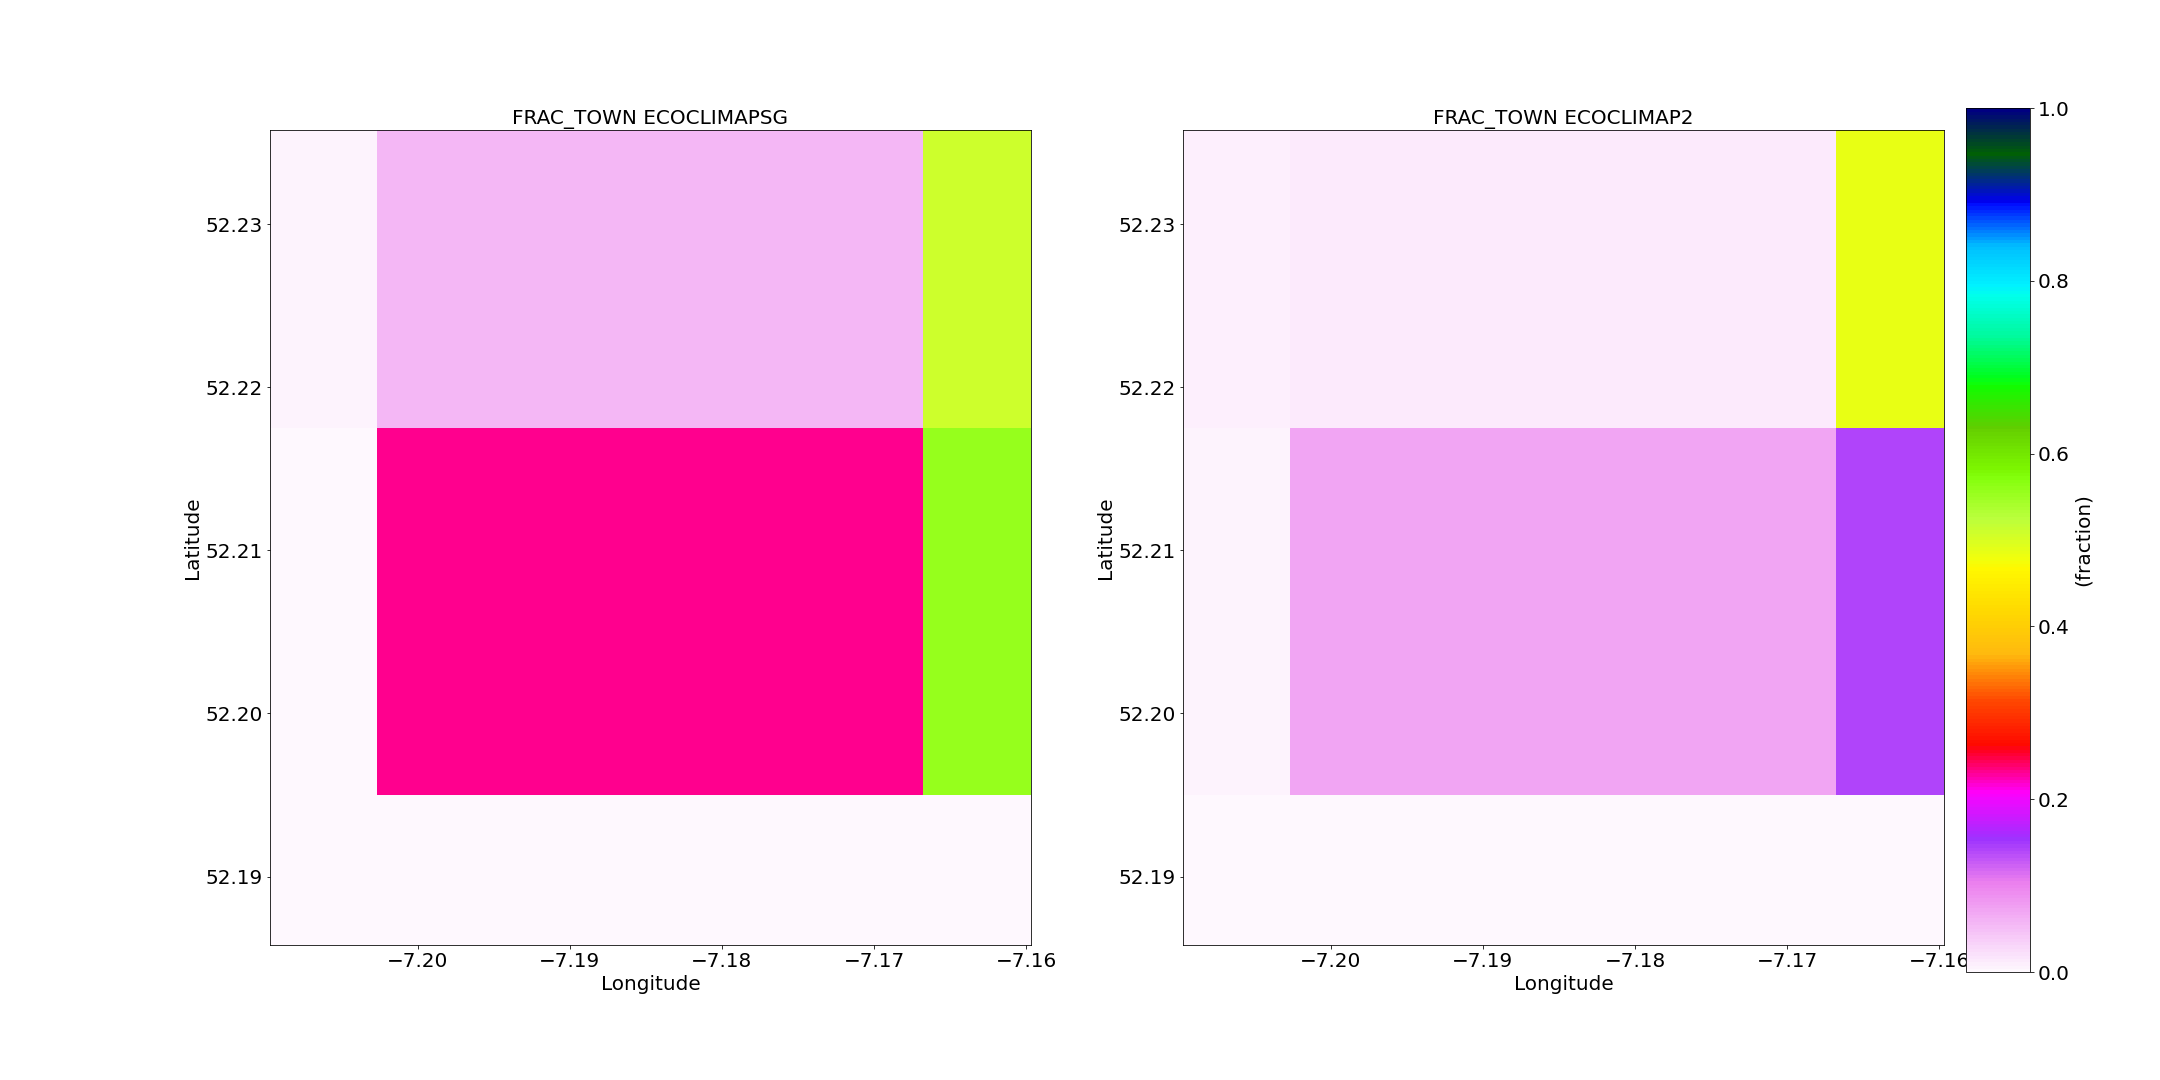 FRAC_TOWN ECOCLIMAPSG
52.23
52.22
52.21
52.20
52.19
Latitude
−7.20 −7.19 −7.18 −7.17 −7.16
Longitude
FRAC_TOWN ECOCLIMAP2
52.23
52.22
52.21
52.20
52.19
Latitude
−7.20 −7.19 −7.18 −7.17 −7.16
Longitude
1.0
0.8
0.6
0.4
0.2
0.0
(fraction)